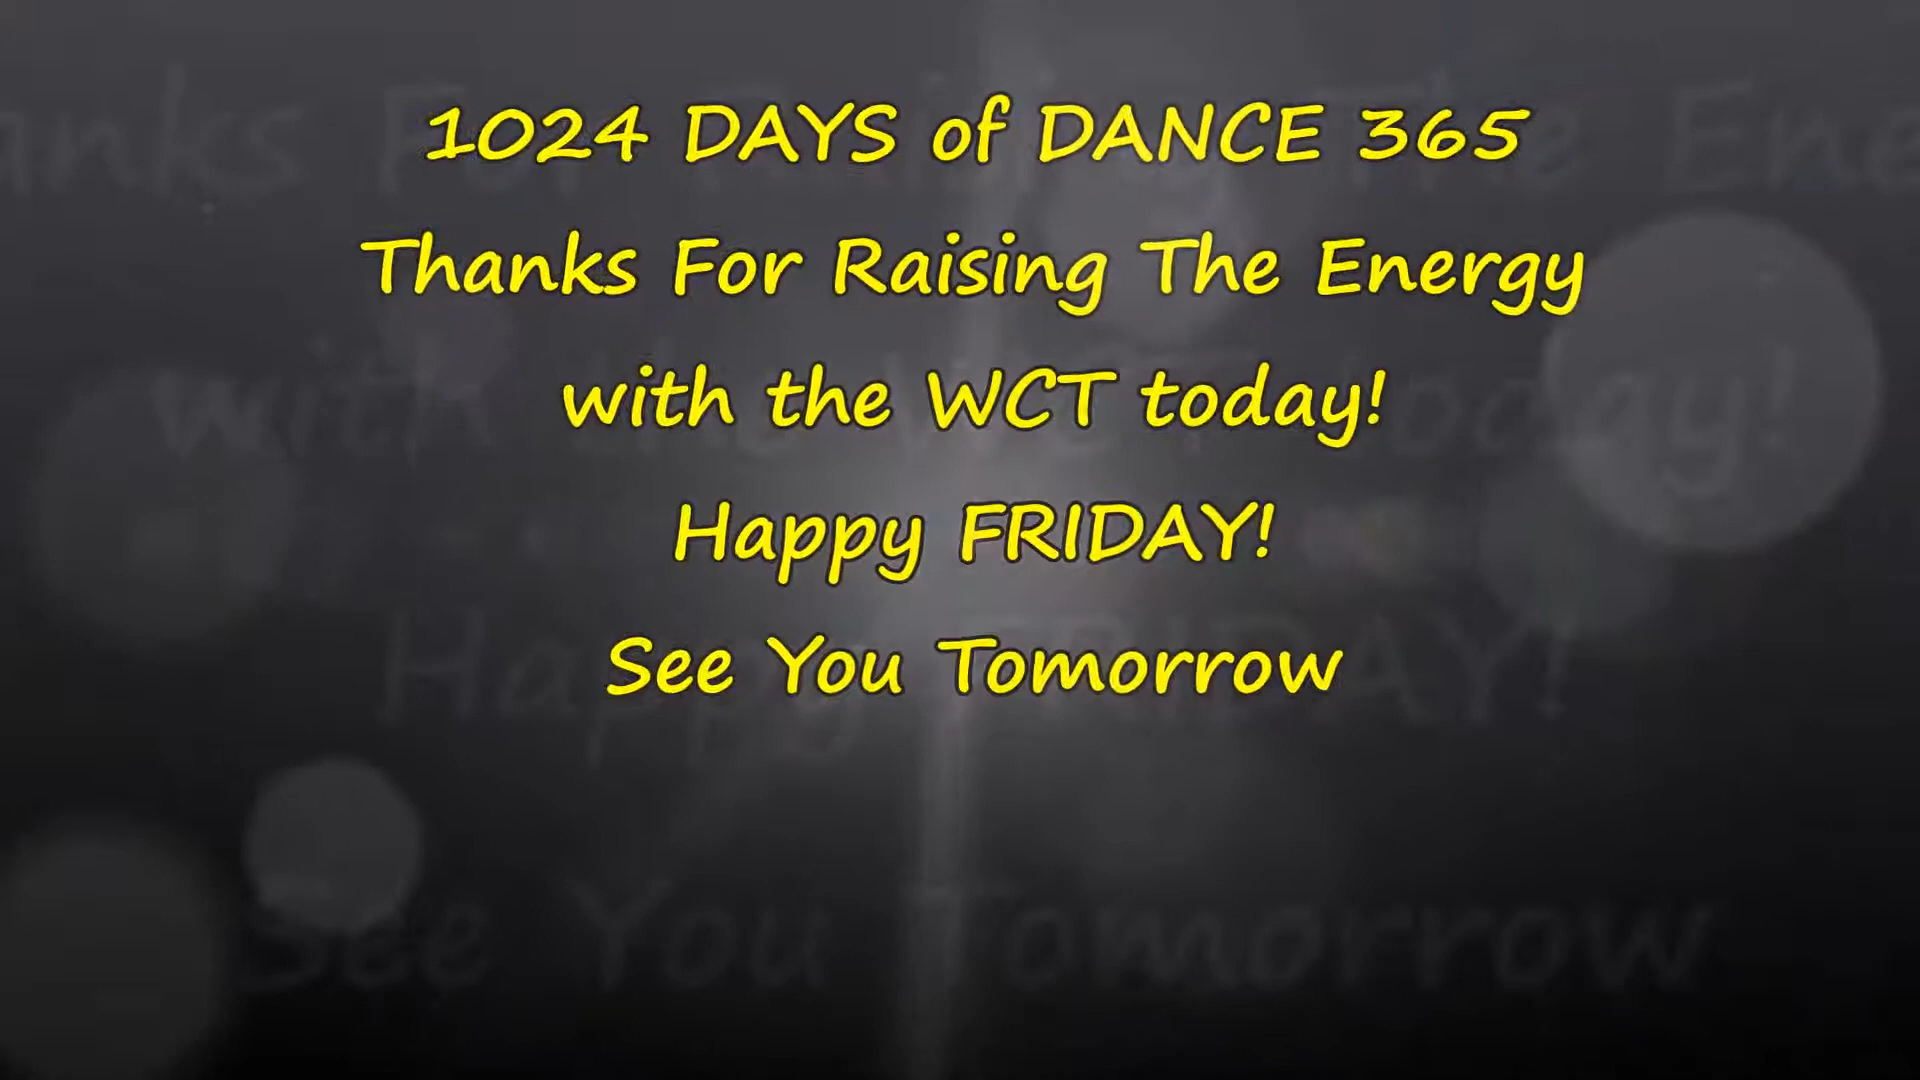 1024 DAYS of DANCE 365
Thanks For Raising The Energy
with the WCT today!
Happy FRIDAY!
See You Tomorrow